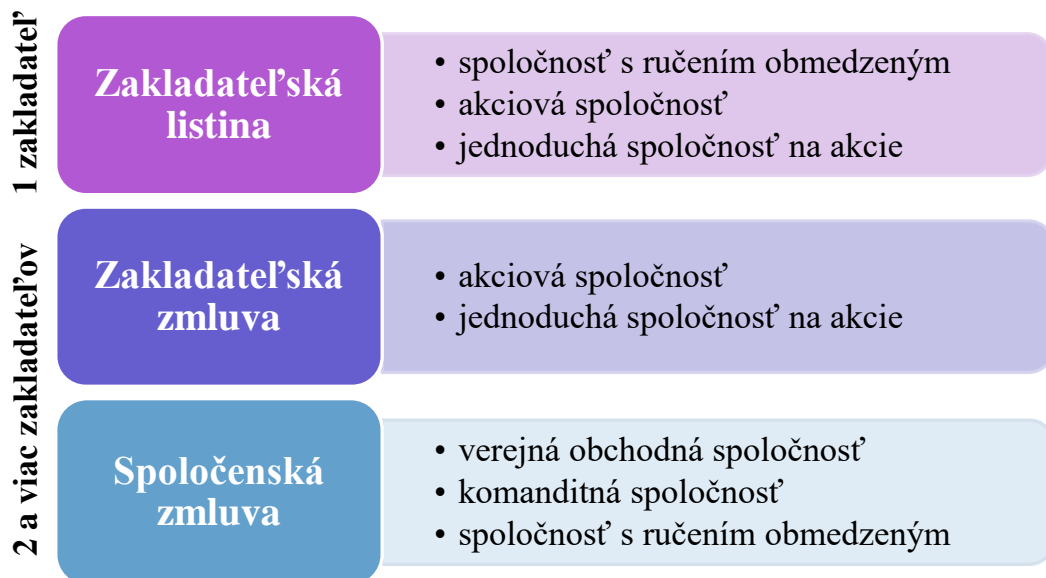 1 zakladateľ
Zakladateľská
listina
• spoločnosť s ručením obmedzeným
• akciová spoločnosť
• jednoduchá spoločnosť na akcie
2 a viac zakladateľov
Zakladateľská
zmluva
• akciová spoločnosť
• jednoduchá spoločnosť na akcie
Spoločenská
zmluva
• verejná obchodná spoločnosť
• komanditná spoločnosť
• spoločnosť s ručením obmedzeným